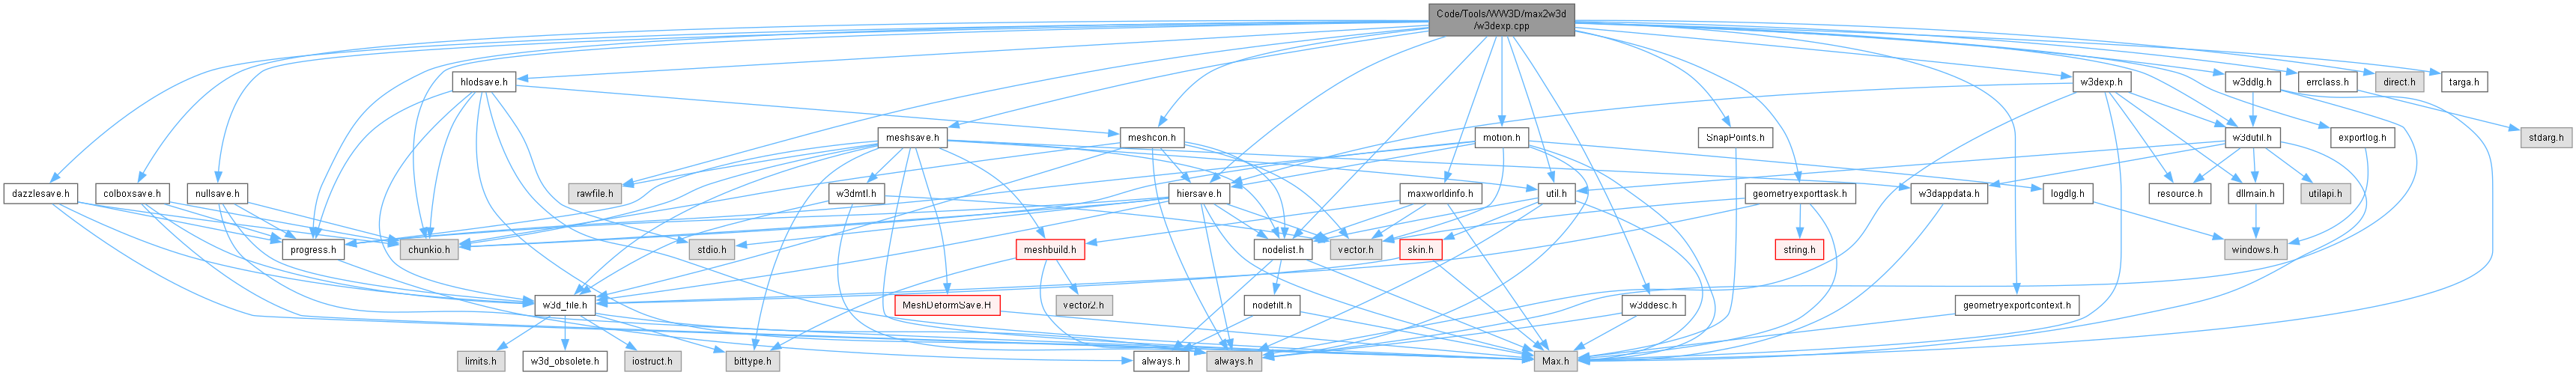 Code/Tools/WW3D/max2w3d
/w3dexp.cpp
hlodsave.h
w3dexp.h
w3ddlg.h
errclass.h
direct.h
targa.h
meshsave.h
meshcon.h
motion.h
SnapPoints.h
w3dutil.h
exportlog.h
stdarg.h
dazzlesave.h
colboxsave.h
nullsave.h
rawfile.h
w3dmtl.h
hiersave.h
maxworldinfo.h
util.h
geometryexporttask.h
w3dappdata.h
logdlg.h
resource.h
dllmain.h
utilapi.h
progress.h
chunkio.h
stdio.h
meshbuild.h
nodelist.h
vector.h
skin.h
string.h
windows.h
w3d_file.h
MeshDeformSave.H
vector2.h
nodefilt.h
w3ddesc.h
geometryexportcontext.h
limits.h
w3d_obsolete.h
iostruct.h
bittype.h
always.h
always.h
Max.h